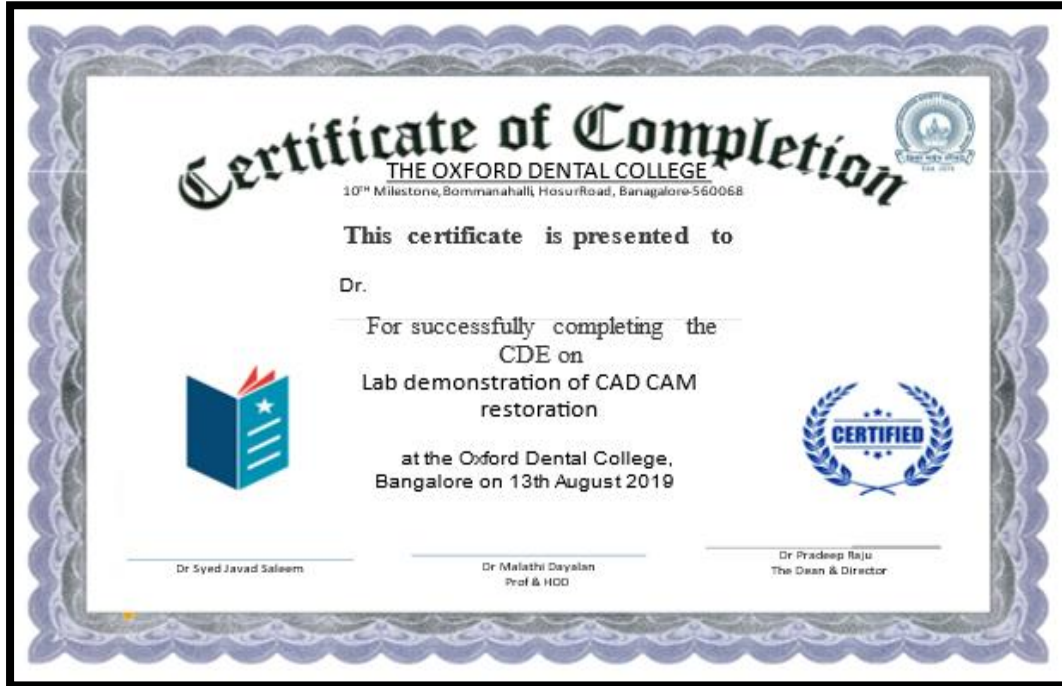 Certificate of Completion
THE OXFORD DENTAL COLLEGE
10TH Milestone,Bommanahalli, HosurRoad, Banagalore-560068
This certificate is presented to
Dr.
For successfully completing the
CDE on
Lab demonstration of CAD CAM
restoration
at the Oxford Dental College,
Bangalore on 13th August 2019
CERTIFIED
Dr Syed Javad Saleem
Dr Malathi Dayalan
Prof & HOD
Dr Pradeep Raju
The Dean & Director